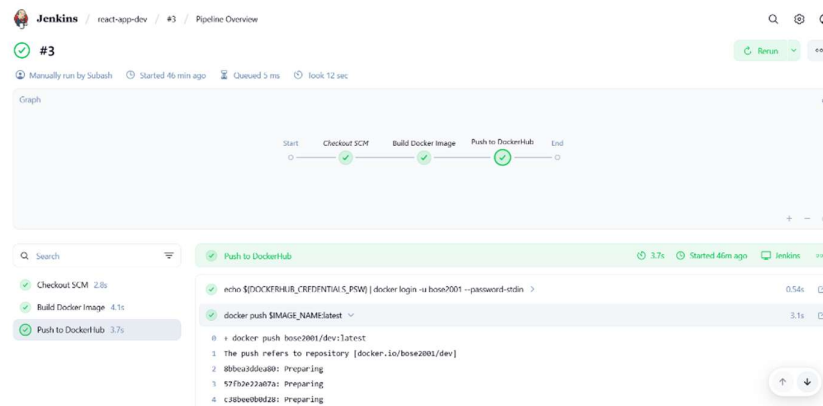 Jenkins / react-app-dev / #3 / Pipeline Overview
#3
Rerun
Manually run by Subash Started 46 min ago Queued 5 ms Took 12 sec
Graph
Start Checkout SCM Build Docker Image Push to DockerHub End
Search
Push to DockerHub 3.7s Started 46m ago Jenkins
Checkout SCM 2.8s
Build Docker Image 4.1s
Push to DockerHub 3.7s
echo ${DOCKERHUB_CREDENTIALS_PSW} | docker login -u bose2001 --password-stdin 0.54s
docker push $IMAGE_NAME:latest 3.1s
0 + docker push bose2001/dev:latest
1 The push refers to repository [docker.io/bose2001/dev]
2 8bbea3ddea80: Preparing
3 57fb2e22a07a: Preparing
4 c38bee0b0d28: Preparing